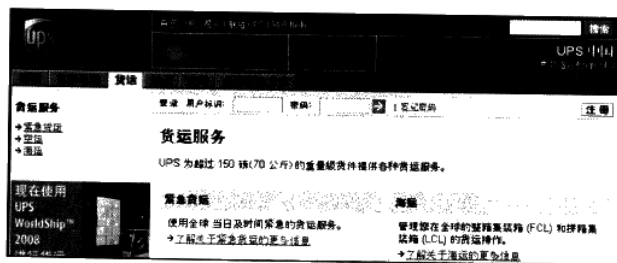 ups
搜索
UPS 中国
货运
货运服务
登录 用户标识: 密码: 忘记密码
注册
→紧急货运
→空运
→海运
货运服务
UPS 为超过 150 磅(70 公斤)的重量级货件提供各种货运服务。
现在使用
UPS
WorldShip™
2008
紧急货运
使用全球 当日及时间紧急的货运服务。
→了解关于紧急货运的更多信息
海运
管理您在全球的整箱集装箱 (FCL) 和拼箱集
装箱 (LCL) 的货运操作。
→了解关于海运的更多信息